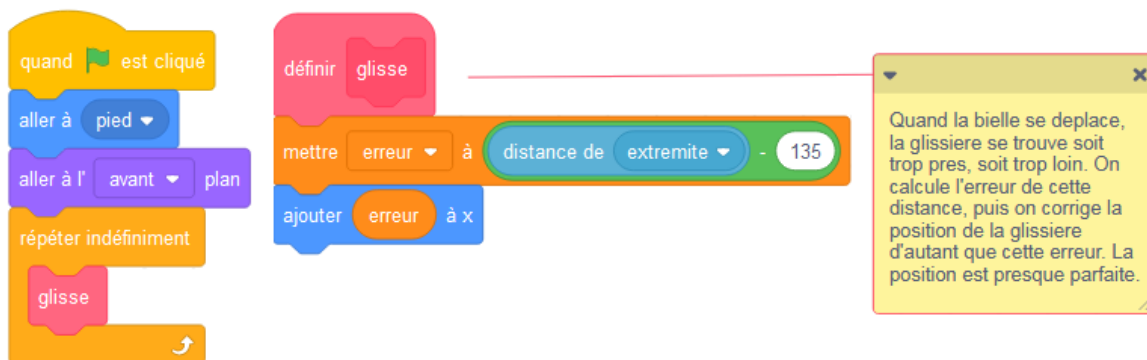 quand est cliqué
aller à pied
aller à l' avant plan
répéter indéfiniment
glisse
définir glisse
mettre erreur à distance de extremite - 135
ajouter erreur à x
Quand la bielle se deplace,
la glissiere se trouve soit
trop pres, soit trop loin. On
calcule l'erreur de cette
distance, puis on corrige la
position de la glissiere
d'autant que cette erreur. La
position est presque parfaite.